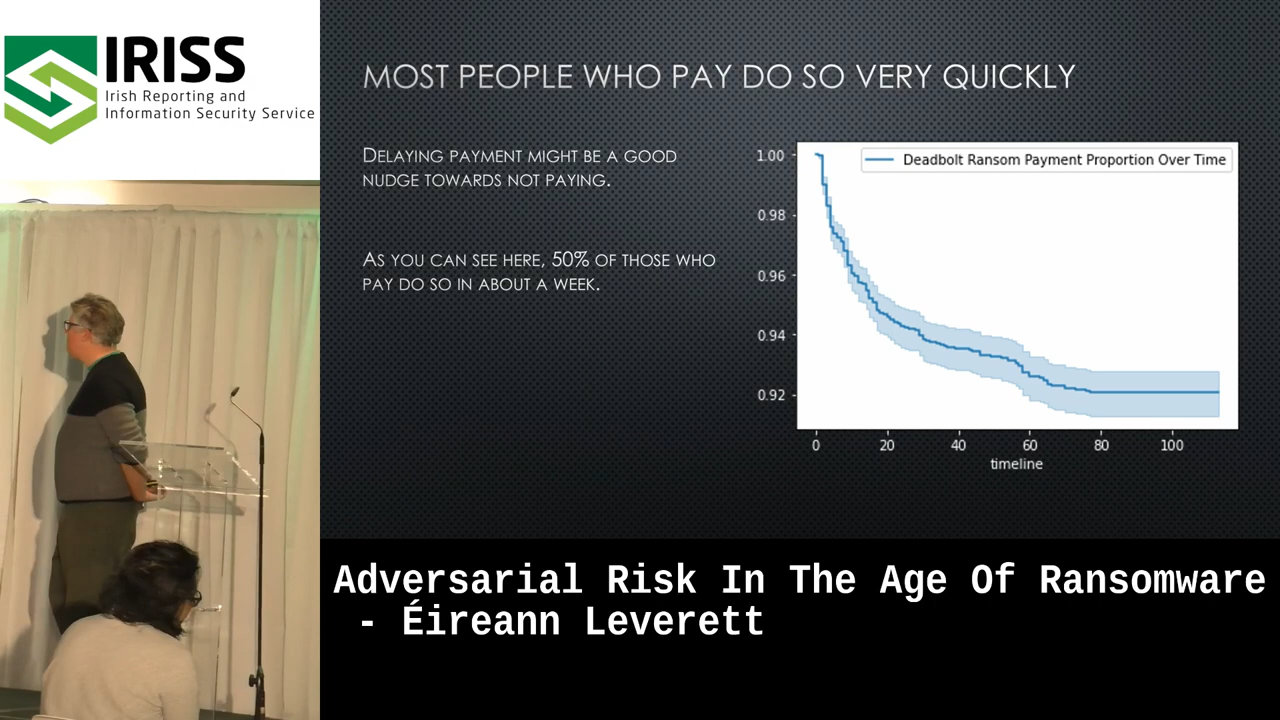 IRISS
Irish Reporting and
Information Security Service
MOST PEOPLE WHO PAY DO SO VERY QUICKLY
DELAYING PAYMENT MIGHT BE A GOOD
NUDGE TOWARDS NOT PAYING.
AS YOU CAN SEE HERE, 50% OF THOSE WHO
PAY DO SO IN ABOUT A WEEK.
Deadbolt Ransom Payment Proportion Over Time
1.00
0.98
0.96
0.94
0.92
0 20 40 60 80 100
timeline
Adversarial Risk In The Age Of Ransomware
- Éireann Leverett